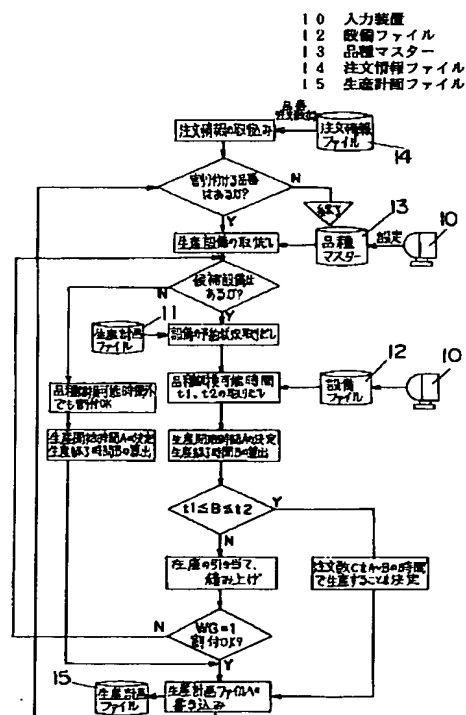 10 入力装置
12 設備ファイル
13 品種マスター
14 注文情報ファイル
15 生産計画ファイル
品番
注文情報の取込み
注文情報
ファイル
14
割り付ける品番
はあるか?
N
Y
終了
13
10
生産設備の取出し
品種
マスター
設定
候補設備は
あるか?
N
Y
11
生産計画
ファイル
設備の予約状況取り出し
12
10
品種切換可能時間外
でも割付OK
品種切換可能時間
t1、t2の取り出し
設備
ファイル
生産開始時間Aの決定
生産終了時間Bの算出
生産開始時間Aの決定
生産終了時間Bの算出
t1≦B≦t2
Y
N
在庫の引き当て、
積み上げ
注文数CをA~Bの時間
で生産することを決定
WG=1
割付OK?
N
Y
15
生産計画
ファイル
生産計画ファイルへ
書き込み